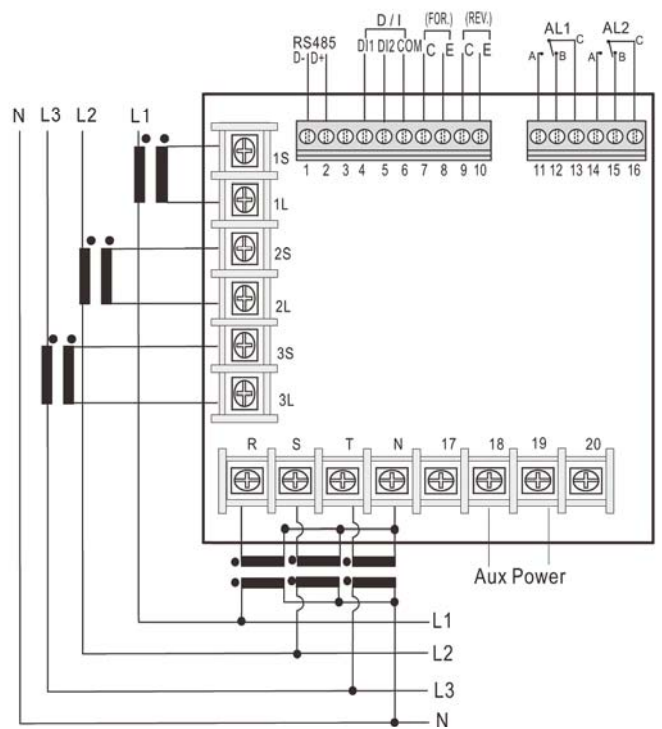 D / I (FOR.) (REV.) AL1 AL2
RS485
D- D+ DI1 DI2 COM C E C E A B C A B C
N L3 L2 L1
1 2 3 4 5 6 7 8 9 10 11 12 13 14 15 16
1S
1L
2S
2L
3S
3L
R S T N 17 18 19 20
Aux Power
L1
L2
L3
N